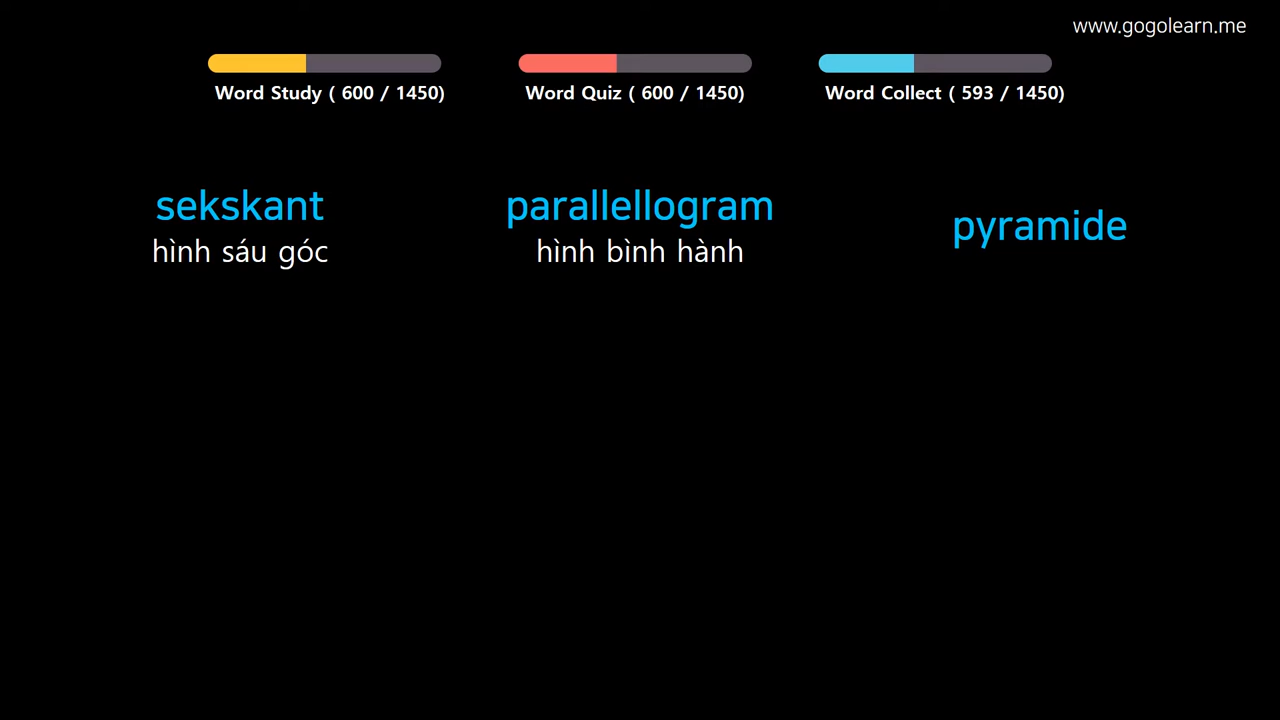 www.gogolearn.me
Word Study ( 600 / 1450)
Word Quiz ( 600 / 1450)
Word Collect ( 593 / 1450)
sekskant
hình sáu góc
parallellogram
hình bình hành
pyramide